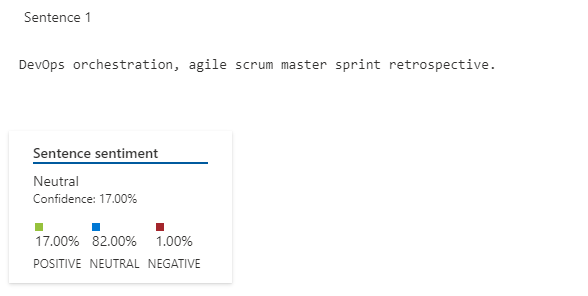 Sentence 1
DevOps orchestration, agile scrum master sprint retrospective.
Sentence sentiment
Neutral
Confidence: 17.00%
17.00% 82.00% 1.00%
POSITIVE NEUTRAL NEGATIVE